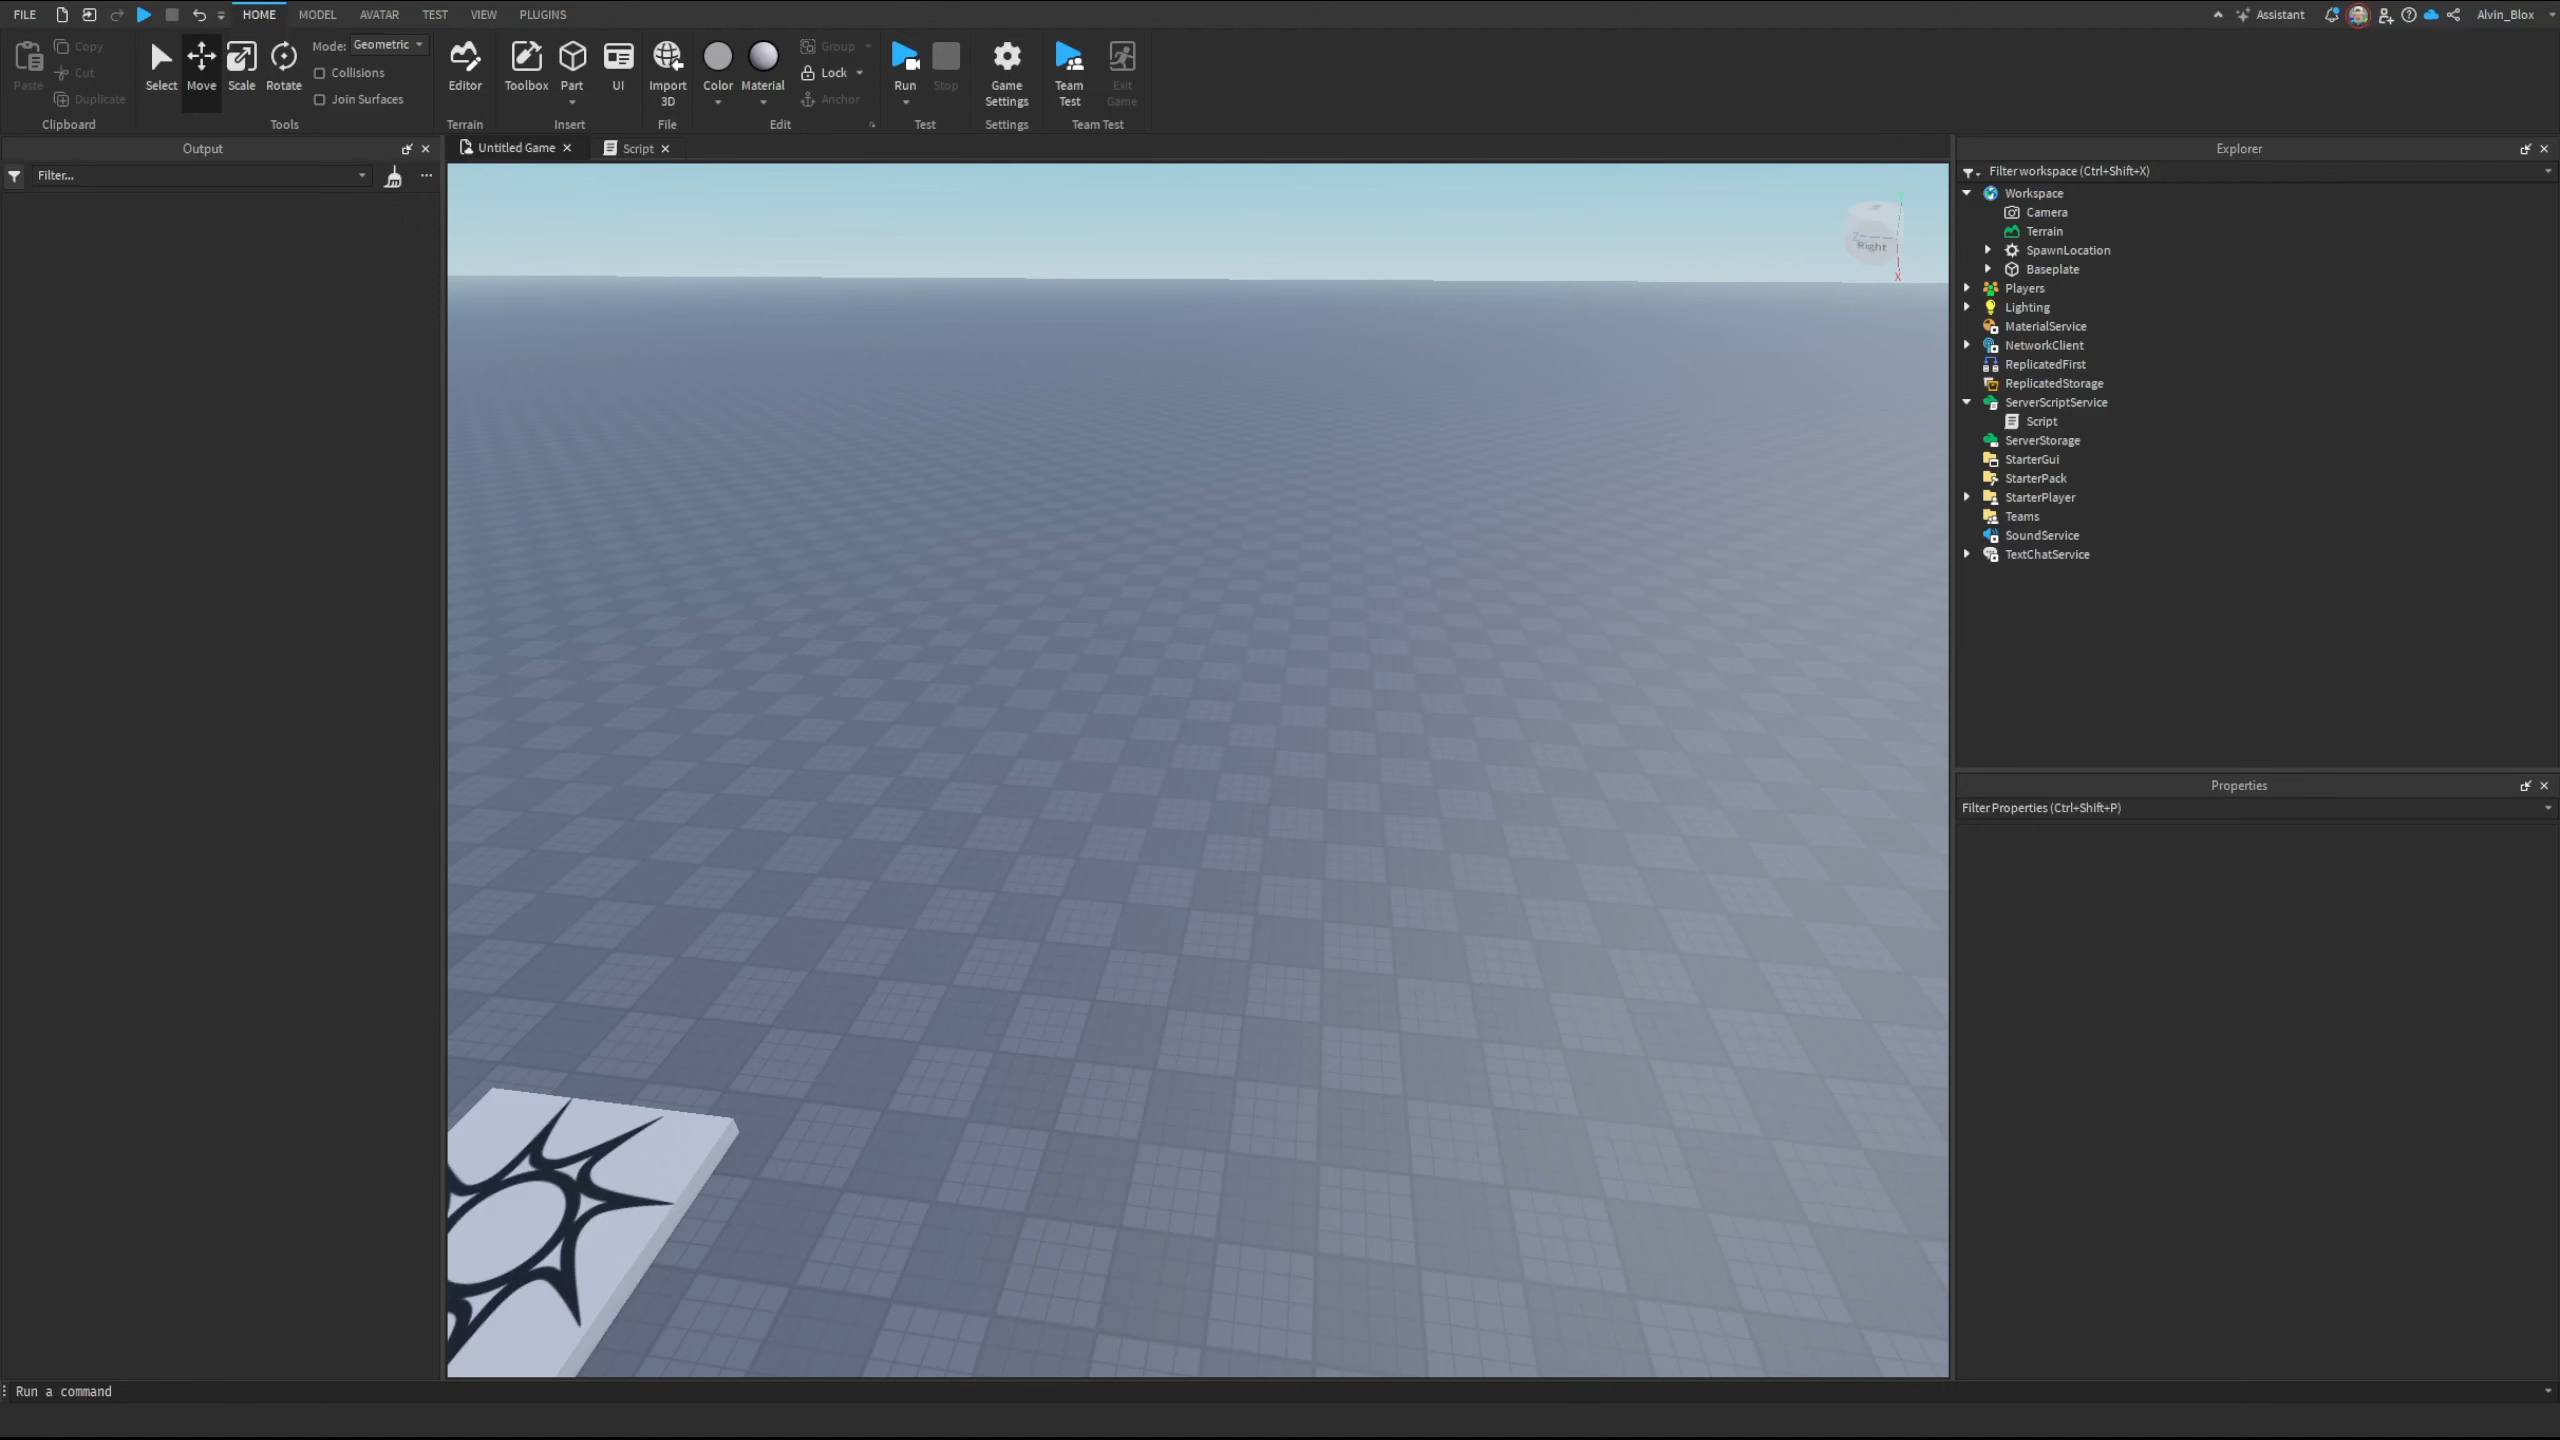 FILE HOME MODEL AVATAR TEST VIEW PLUGINS Assistant Alvin_Blox
Paste Copy Cut Duplicate Clipboard
Select Move Scale Rotate Mode: Geometric Collisions Join Surfaces Tools
Editor Terrain
Toolbox Part UI Insert
Import 3D File
Color Material Group Lock Anchor Edit
Run Stop Test
Game Settings Settings
Team Test Exit Game Team Test
Output
Filter...
Untitled Game Script
Right
Z
X
Explorer
Filter workspace (Ctrl+Shift+X)
Workspace
Camera
Terrain
SpawnLocation
Baseplate
Players
Lighting
MaterialService
NetworkClient
ReplicatedFirst
ReplicatedStorage
ServerScriptService
Script
ServerStorage
StarterGui
StarterPack
StarterPlayer
Teams
SoundService
TextChatService
Properties
Filter Properties (Ctrl+Shift+P)
Run a command